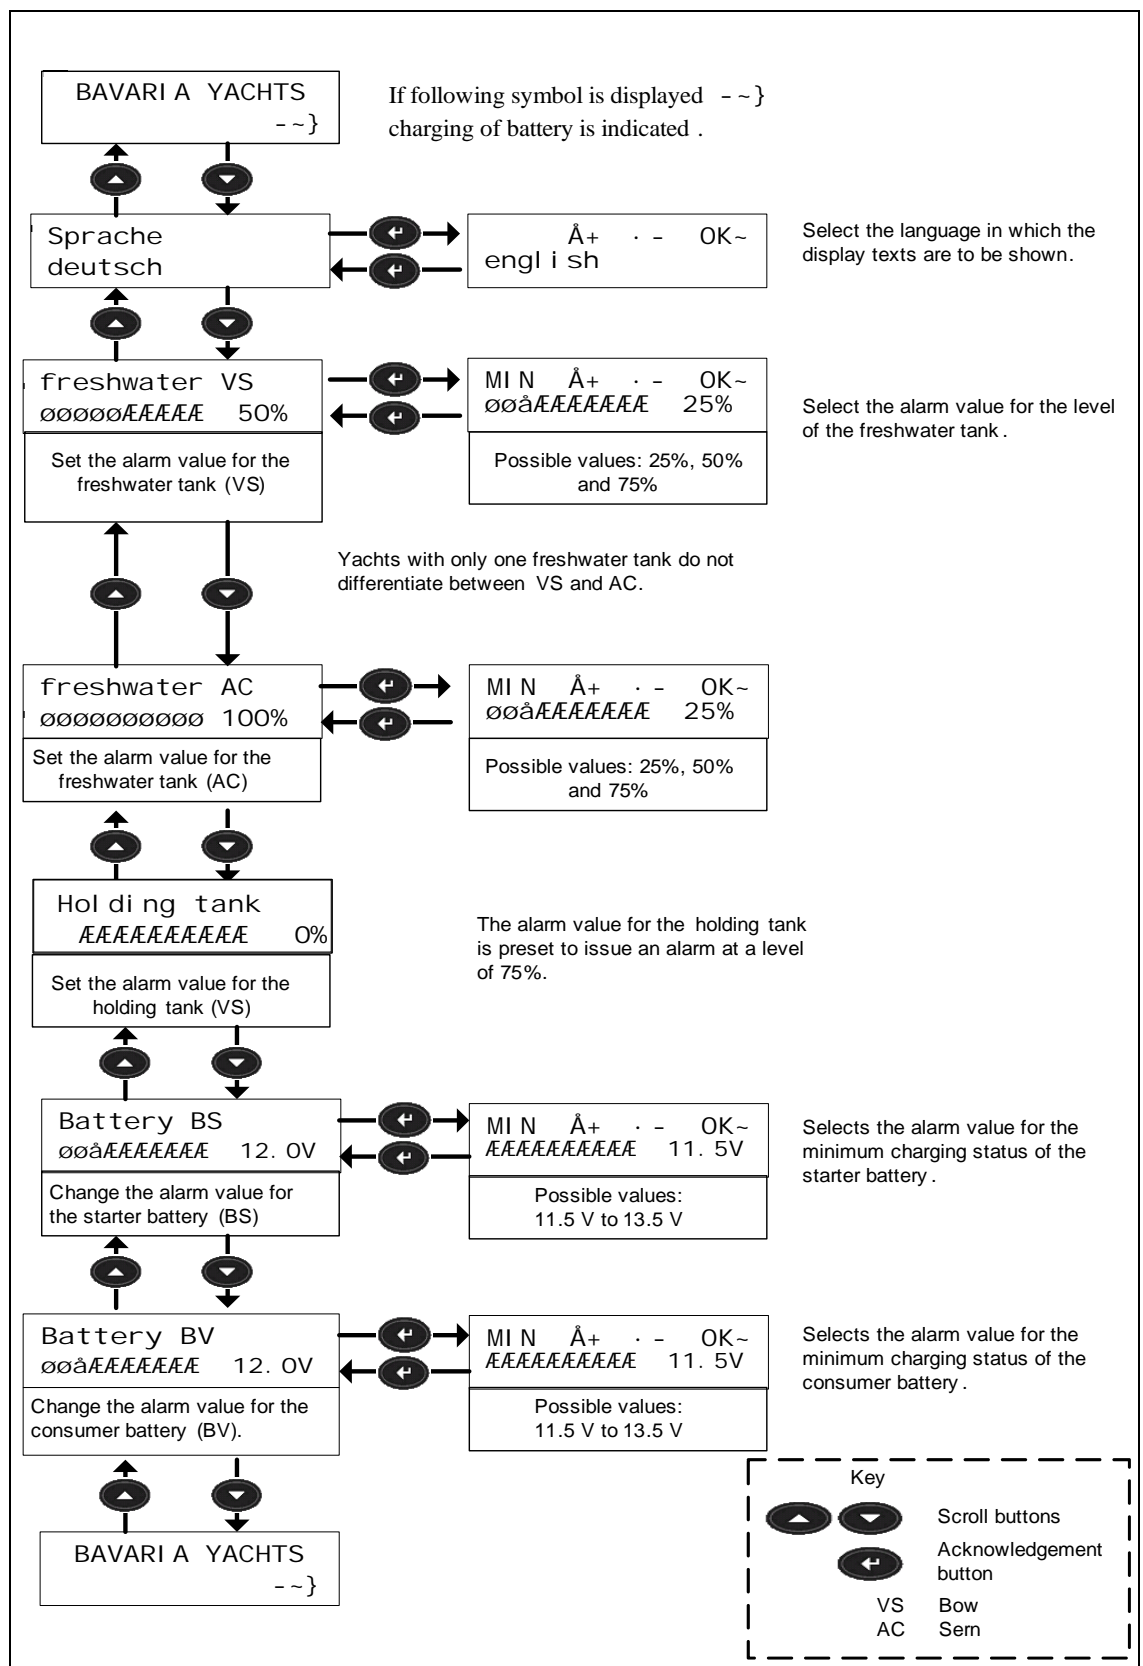 BAVARIA YACHTS
–~}
If following symbol is displayed –~}
charging of battery is indicated .
Sprache
deutsch
Å+ ·– OK~
english
Select the language in which the
display texts are to be shown.
freshwater VS
øøøøøÆÆÆÆÆ 50%
MIN Å+ ·– OK~
øøåÆÆÆÆÆÆÆ 25%
Select the alarm value for the level
of the freshwater tank .
Set the alarm value for the
freshwater tank (VS)
Possible values: 25%, 50%
and 75%
Yachts with only one freshwater tank do not
differentiate between VS and AC.
freshwater AC
øøøøøøøøøø 100%
MIN Å+ ·– OK~
øøåÆÆÆÆÆÆÆ 25%
Set the alarm value for the
freshwater tank (AC)
Possible values: 25%, 50%
and 75%
Holding tank
ÆÆÆÆÆÆÆÆÆÆ 0%
The alarm value for the holding tank
is preset to issue an alarm at a level
of 75%.
Set the alarm value for the
holding tank (VS)
Battery BS
øøåÆÆÆÆÆÆÆ 12.0V
MIN Å+ ·– OK~
ÆÆÆÆÆÆÆÆÆÆ 11.5V
Selects the alarm value for the
minimum charging status of the
starter battery .
Change the alarm value for
the starter battery (BS)
Possible values:
11.5 V to 13.5 V
Battery BV
øøåÆÆÆÆÆÆÆ 12.0V
MIN Å+ ·– OK~
ÆÆÆÆÆÆÆÆÆÆ 11.5V
Selects the alarm value for the
minimum charging status of the
consumer battery .
Change the alarm value for the
consumer battery (BV).
Possible values:
11.5 V to 13.5 V
BAVARIA YACHTS
–~}
Key
Scroll buttons
Acknowledgement
button
VS Bow
AC Sern